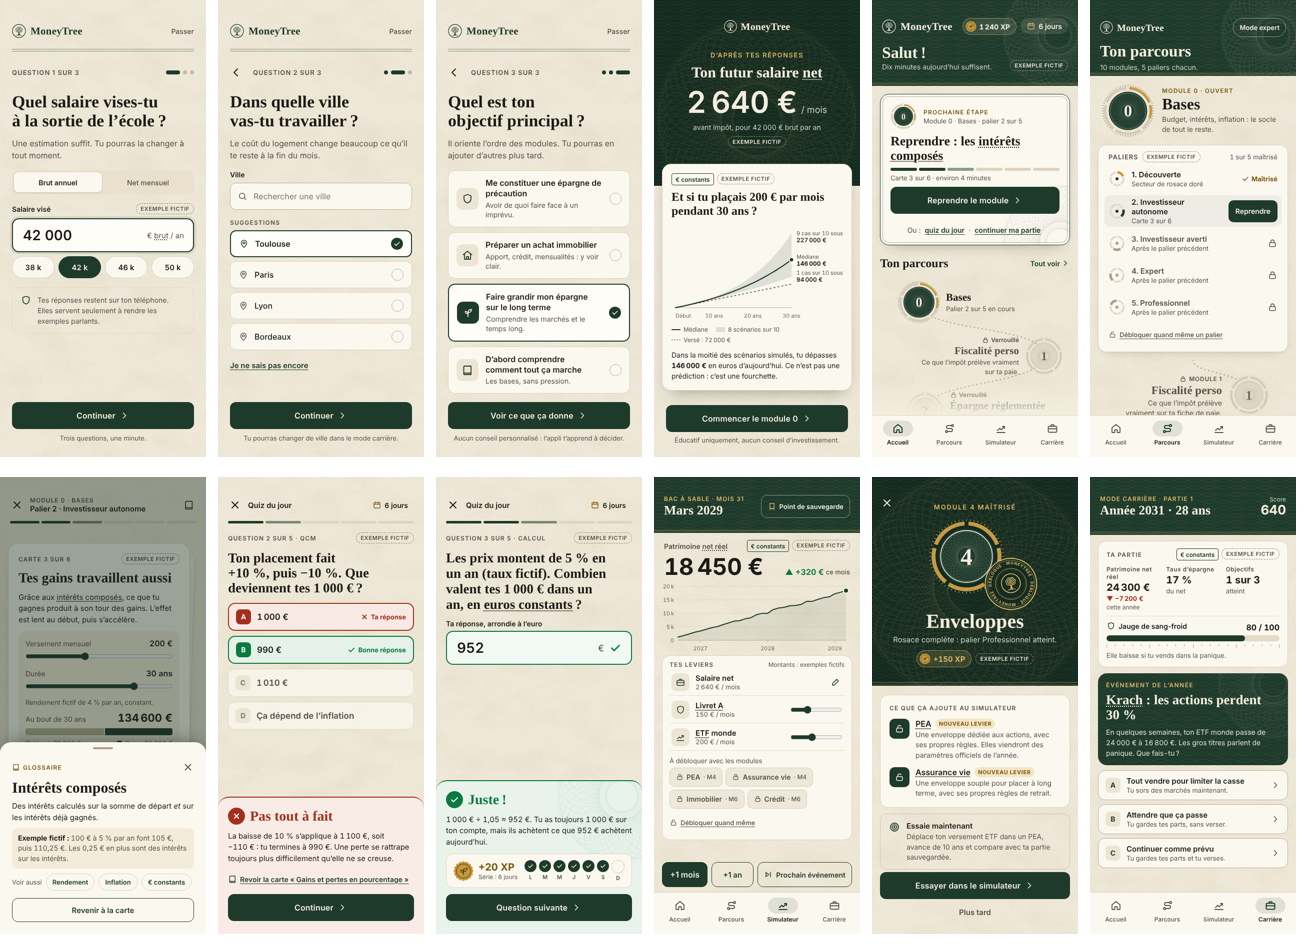 MoneyTree
Passer
QUESTION 1 SUR 3
Quel salaire vises-tu
à la sortie de l’école ?
Une estimation suffit. Tu pourras la changer à
tout moment.
Brut annuel
Net mensuel
Salaire visé
EXEMPLE FICTIF
42 000
€ brut / an
38 k
42 k
46 k
50 k
Tes réponses restent sur ton téléphone.
Elles servent seulement à rendre les
exemples parlants.
Continuer
Trois questions, une minute.
MoneyTree
Passer
QUESTION 2 SUR 3
Dans quelle ville
vas-tu travailler ?
Le coût du logement change beaucoup ce qu’il
te reste à la fin du mois.
Ville
Rechercher une ville
SUGGESTIONS
Toulouse
Paris
Lyon
Bordeaux
Je ne sais pas encore
Continuer
Tu pourras changer de ville dans le mode carrière.
MoneyTree
Passer
QUESTION 3 SUR 3
Quel est ton
objectif principal ?
Il oriente l’ordre des modules. Tu pourras en
ajouter d’autres plus tard.
Me constituer une épargne de
précaution
Avoir de quoi faire face à un
imprévu.
Préparer un achat immobilier
Apport, crédit, mensualités : y voir
clair.
Faire grandir mon épargne
sur le long terme
Comprendre les marchés et le
temps long.
D’abord comprendre
comment tout ça marche
Les bases, sans pression.
Voir ce que ça donne
Aucun conseil personnalisé : l’appli t’apprend à décider.
MoneyTree
D’APRÈS TES RÉPONSES
Ton futur salaire net
2 640 € / mois
avant impôt, pour 42 000 € brut par an
EXEMPLE FICTIF
€ constants
EXEMPLE FICTIF
Et si tu plaçais 200 € par mois
pendant 30 ans ?
9 cas sur 10 sous
227 000 €
Médiane
146 000 €
1 cas sur 10 sous
94 000 €
Début
10 ans
20 ans
30 ans
Médiane
8 scénarios sur 10
Versé : 72 000 €
Dans la moitié des scénarios simulés, tu dépasses
146 000 € en euros d’aujourd’hui. Ce n’est pas une
prédiction : c’est une fourchette.
Commencer le module 0
Éducatif uniquement, aucun conseil d’investissement.
MoneyTree
1 240 XP
6 jours
Salut !
Dix minutes aujourd’hui suffisent.
EXEMPLE FICTIF
0
PROCHAINE ÉTAPE
Module 0 · Bases · palier 2 sur 5
Reprendre : les intérêts
composés
Carte 3 sur 6 · environ 4 minutes
Reprendre le module
Ou : quiz du jour · continuer ma partie
Ton parcours
Tout voir
0
Bases
Palier 2 sur 5 en cours
Verrouillé
Fiscalité perso
Ce que l’impôt prélève vraiment
sur ta paie.
1
Verrouillé
Épargne réglementée
Accueil
Parcours
Simulateur
Carrière
MoneyTree
Mode expert
Ton parcours
10 modules, 5 paliers chacun.
0
MODULE 0 · OUVERT
Bases
Budget, intérêts, inflation : le socle
de tout le reste.
PALIERS
EXEMPLE FICTIF
1 sur 5 maîtrisé
1. Découverte
Secteur de rosace doré
Maîtrisé
2. Investisseur
autonome
Carte 3 sur 6
Reprendre
3. Investisseur averti
Après le palier 2
4. Expert
Après le palier 3
5. Professionnel
Après le palier 4
Débloquer quand même un palier
MODULE 1
Fiscalité perso
Ce que l’impôt prélève
vraiment sur ta fiche de paie.
1
Accueil
Parcours
Simulateur
Carrière
MODULE 0 · BASES
Palier 2 · Investisseur autonome
CARTE 3 SUR 6
EXEMPLE FICTIF
Tes gains travaillent aussi
Grâce aux intérêts composés, ce que tu
gagnes produit à son tour des gains. L’effet
est lent au début, puis s’accélère.
Versement mensuel
200 €
Durée
30 ans
Rendement fictif de 4 % par an, constant.
Au bout de 30 ans
134 600 €
GLOSSAIRE
Intérêts composés
Des intérêts calculés sur la somme de départ et sur
les intérêts déjà gagnés.
Exemple fictif : 100 € à 5 % par an font 105 €,
puis 110,25 €. Les 0,25 € en plus sont des intérêts
sur les intérêts.
Voir aussi
Rendement
Inflation
€ constants
Revenir à la carte
Quiz du jour
6 jours
QUESTION 2 SUR 5 · QCM
EXEMPLE FICTIF
Ton placement fait
+10 %, puis −10 %. Que
deviennent tes 1 000 € ?
A
1 000 €
Ta réponse
B
990 €
Bonne réponse
C
1 010 €
D
Ça dépend de l’inflation
Pas tout à fait
La baisse de 10 % s’applique à 1 100 €, soit
−110 € : tu termines à 990 €. Une perte se rattrape
toujours plus difficilement qu’elle ne se creuse.
Revoir la carte « Gains et pertes en pourcentage »
Continuer
Quiz du jour
6 jours
QUESTION 3 SUR 5 · CALCUL
EXEMPLE FICTIF
Les prix montent de 5 % en
un an (taux fictif). Combien
valent tes 1 000 € dans un
an, en euros constants ?
Ta réponse, arrondie à l’euro
952
€
Juste !
1 000 € ÷ 1,05 ≈ 952 €. Tu as toujours 1 000 € sur
ton compte, mais ils achètent ce que 952 € achètent
aujourd’hui.
+20 XP
Série : 6 jours
L
M
M
J
V
S
D
Question suivante
BAC À SABLE · MOIS 31
Mars 2029
Point de sauvegarde
Patrimoine net réel
€ constants
EXEMPLE FICTIF
18 450 €
+320 € ce mois
20 k
15 k
10 k
5 k
0
2027
2028
2029
TES LEVIERS
Montants : exemples fictifs
Salaire net
2 640 € / mois
Livret A
150 € / mois
ETF monde
200 € / mois
À débloquer avec les modules
PEA · M4
Assurance vie · M4
Immobilier · M6
Crédit · M6
Débloquer quand même
+1 mois
+1 an
Prochain événement
Accueil
Parcours
Simulateur
Carrière
MODULE 4 MAÎTRISÉ
4
Enveloppes
Rosace complète : palier Professionnel atteint.
+150 XP
EXEMPLE FICTIF
CE QUE ÇA AJOUTE AU SIMULATEUR
PEA
NOUVEAU LEVIER
Une enveloppe dédiée aux actions, avec
ses propres règles. Elles viendront des
paramètres officiels de l’année.
Assurance vie
NOUVEAU LEVIER
Une enveloppe souple pour placer à long
terme, avec ses propres règles de retrait.
Essaie maintenant
Déplace ton versement ETF dans un PEA,
avance de 10 ans et compare avec ta partie
sauvegardée.
Essayer dans le simulateur
Plus tard
MODE CARRIÈRE · PARTIE 1
Année 2031 · 28 ans
Score
640
TA PARTIE
€ constants
EXEMPLE FICTIF
Patrimoine net
réel
24 300 €
−7 200 €
cette année
Taux d’épargne
17 %
du net
Objectifs
1 sur 3
atteint
Jauge de sang-froid
80 / 100
Elle baisse si tu vends dans la panique.
ÉVÉNEMENT DE L’ANNÉE
Krach : les actions perdent
30 %
En quelques semaines, ton ETF monde passe de
24 000 € à 16 800 €. Les gros titres parlent de
panique. Que fais-tu ?
A
Tout vendre pour limiter la casse
Tu sors des marchés maintenant.
B
Attendre que ça passe
Tu gardes tes parts, sans verser.
C
Continuer comme prévu
Tu gardes tes parts et tu verses.
Accueil
Parcours
Simulateur
Carrière